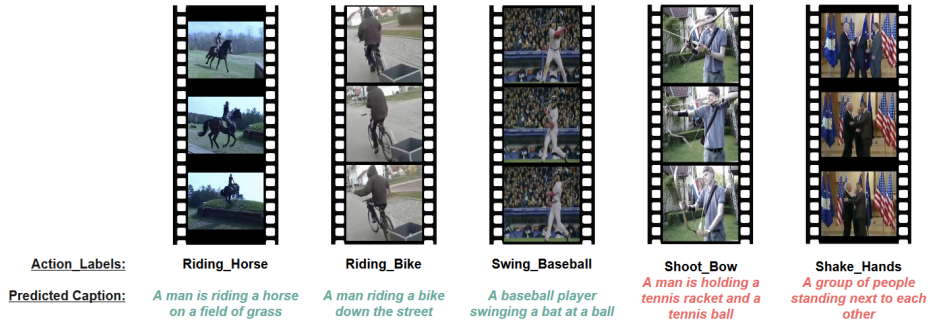 Action_Labels: Riding_Horse Riding_Bike Swing_Baseball Shoot_Bow Shake_Hands
Predicted Caption:
A man is riding a horse
on a field of grass
A man riding a bike
down the street
A baseball player
swinging a bat at a ball
A man is holding a
tennis racket and a
tennis ball
A group of people
standing next to each
other